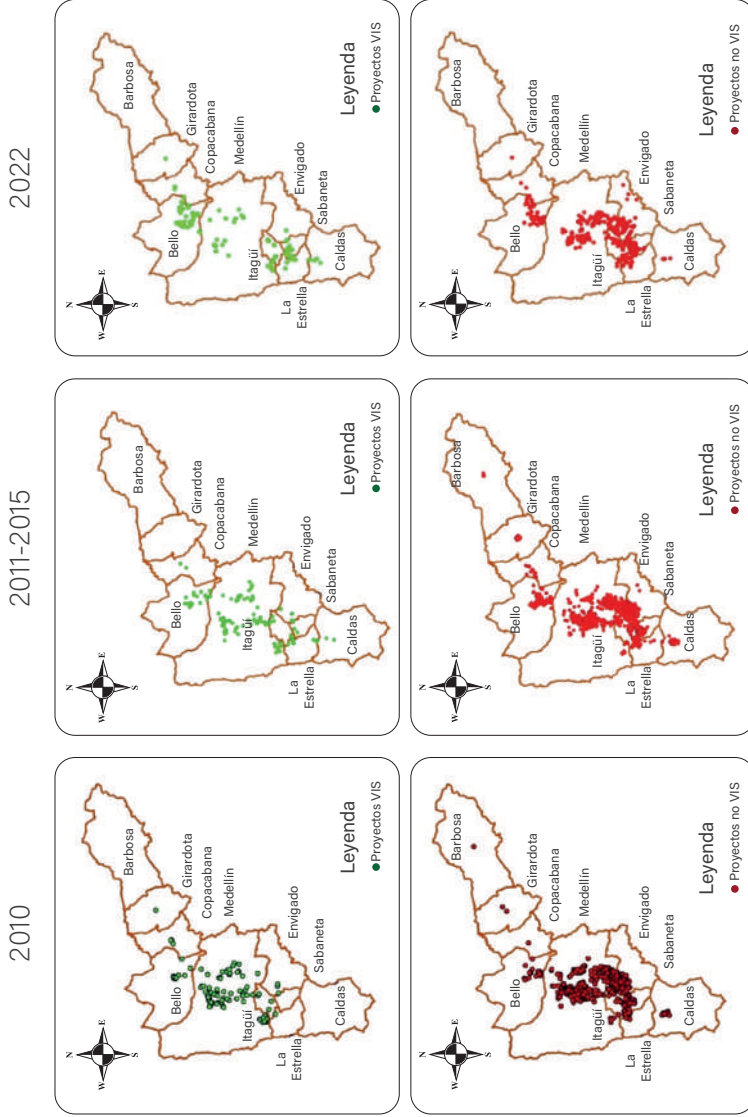 2010
2011-2015
2022
N
W
E
S
Barbosa
Girardota
Copacabana
Bello
Medellín
Itagüí
Envigado
La
Estrella
Sabaneta
Caldas
Leyenda
Proyectos VIS
N
W
E
S
Barbosa
Girardota
Copacabana
Bello
Medellín
Itagüí
Envigado
La
Estrella
Sabaneta
Caldas
Leyenda
Proyectos VIS
N
W
E
S
Barbosa
Girardota
Copacabana
Bello
Medellín
Itagüí
Envigado
La
Estrella
Sabaneta
Caldas
Leyenda
Proyectos VIS
N
W
E
S
Barbosa
Girardota
Copacabana
Bello
Medellín
Itagüí
Envigado
La
Estrella
Sabaneta
Caldas
Leyenda
Proyectos no VIS
N
W
E
S
Barbosa
Girardota
Copacabana
Bello
Medellín
Itagüí
Envigado
La
Estrella
Sabaneta
Caldas
Leyenda
Proyectos no VIS
N
W
E
S
Barbosa
Girardota
Copacabana
Bello
Medellín
Itagüí
Envigado
La
Estrella
Sabaneta
Caldas
Leyenda
Proyectos no VIS